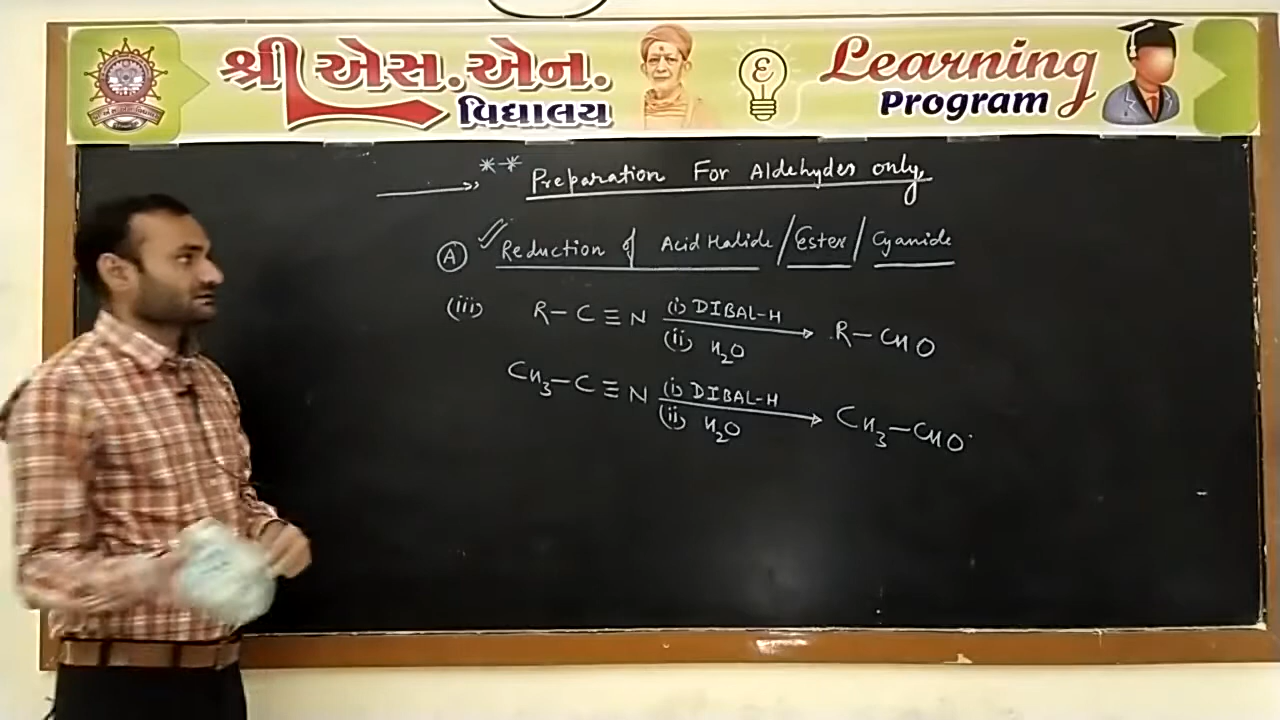 શ્રી એસ.એન. વિદ્યાલય
Learning Program
** Preparation For Aldehydes only,
(A) Reduction of Acid Halide / Ester / Cyanide
(iii) R-C≡N (i) DIBAL-H (ii) H₂O → R-CHO
CH₃-C≡N (i) DIBAL-H (ii) H₂O → CH₃-CHO